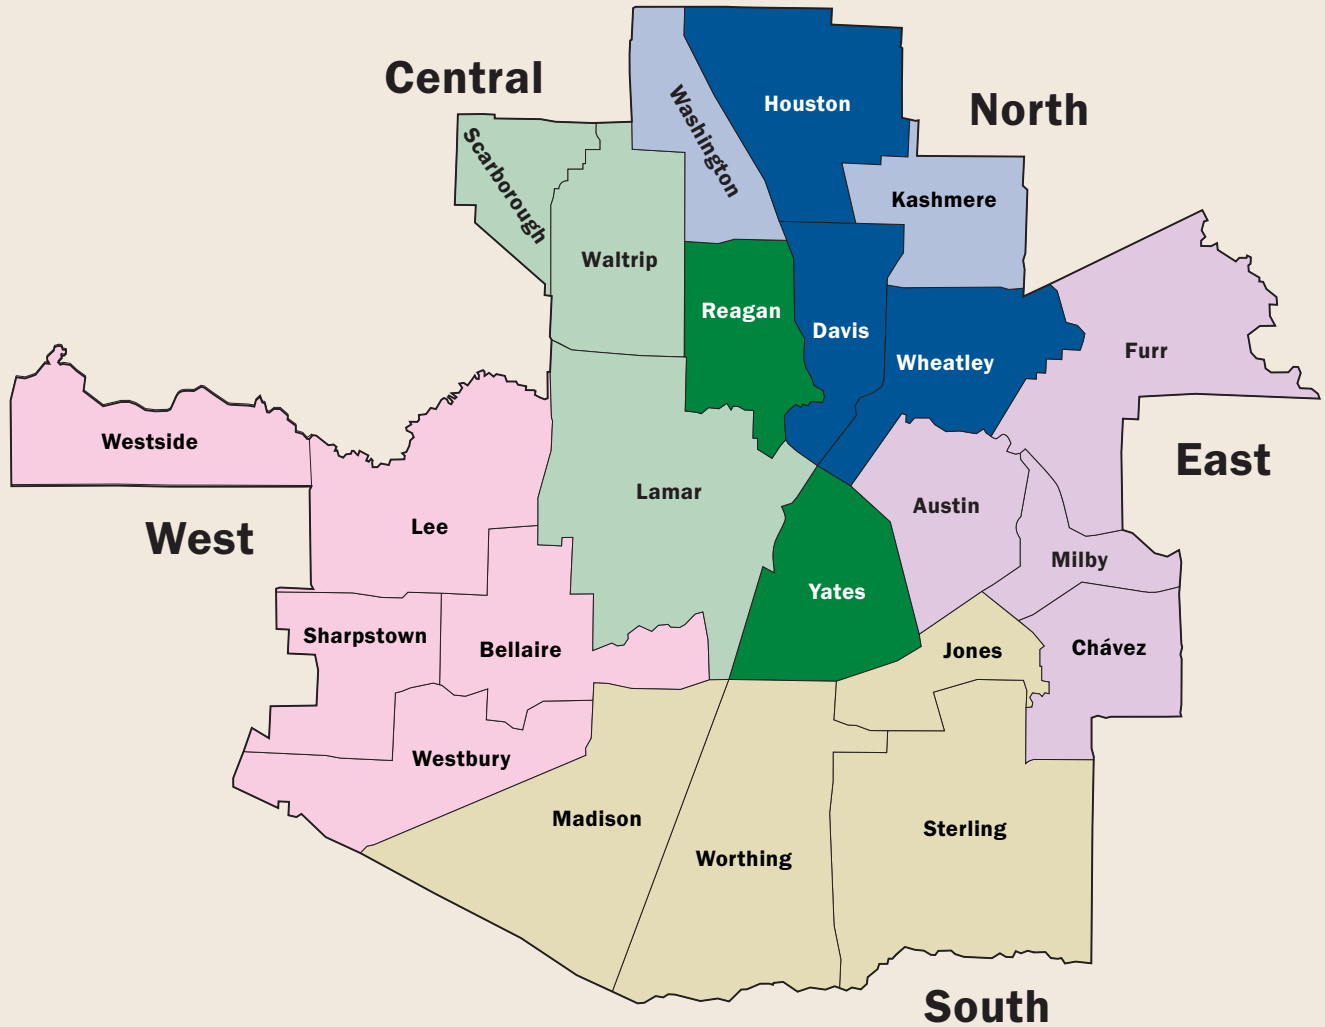 Central
North
Houston
Washington
Scarborough
Kashmere
Waltrip
Reagan
Davis
Wheatley
Furr
Westside
East
Lamar
Austin
Lee
West
Milby
Yates
Sharpstown
Bellaire
Jones
Chávez
Westbury
Madison
Sterling
Worthing
South